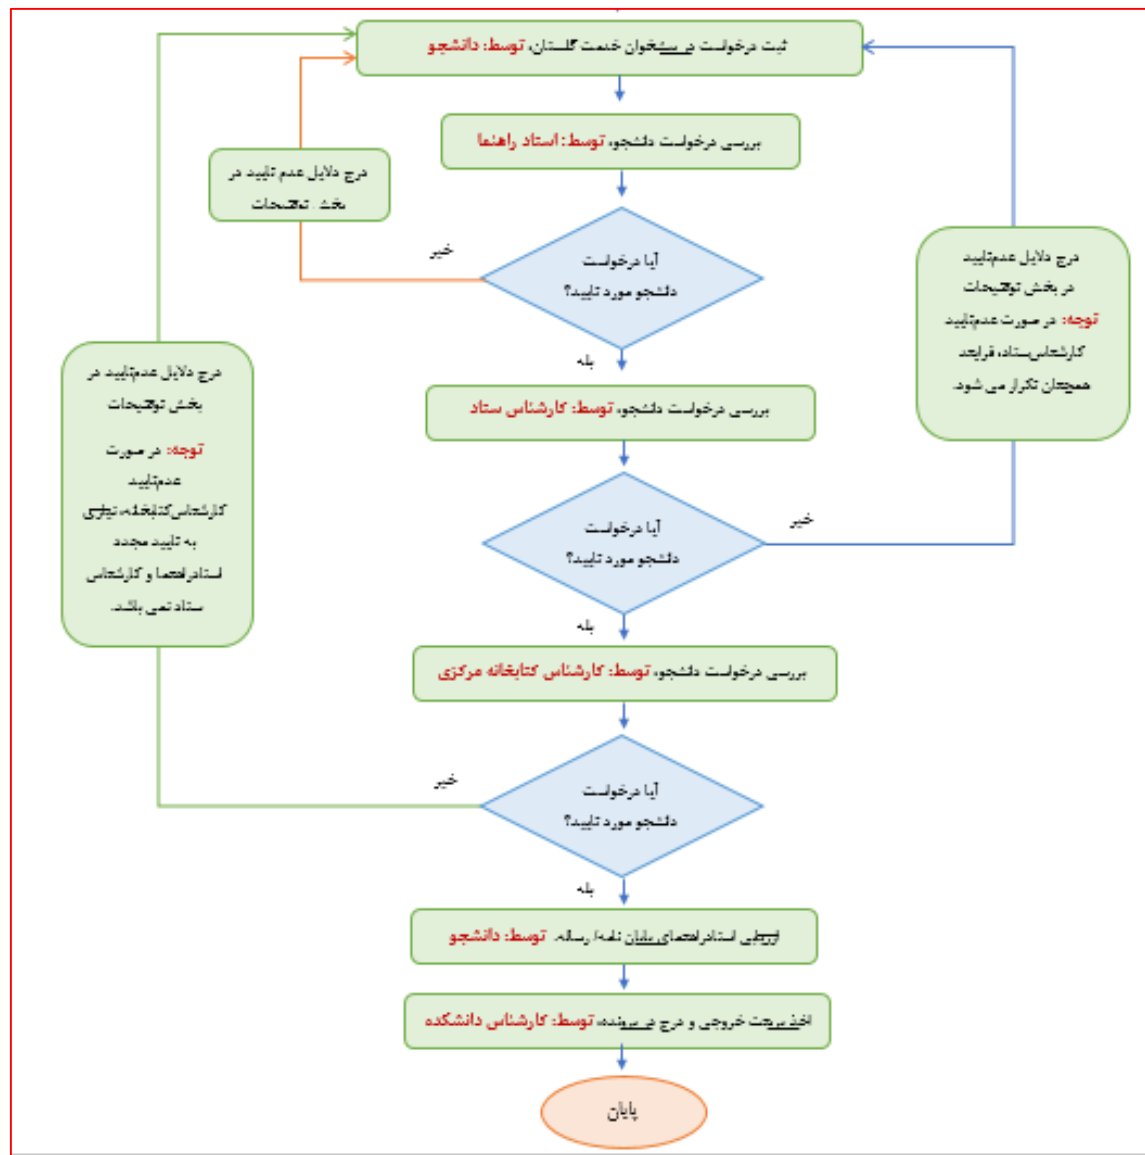 ثبت درخواست در پیشخوان خدمت گلستان، توسط: دانشجو
بررسی درخواست دانشجو، توسط: استاد راهنما
درج دلایل عدم تایید در
بخش توضیحات
خیر
آیا درخواست
دانشجو مورد تایید؟
بله
درج دلایل عدم‌تایید
در بخش توضیحات
توجه: در صورت عدم‌تایید
کارشناس‌ستاد، فرایند
همچنان تکرار می شود.
بررسی درخواست دانشجو، توسط: کارشناس ستاد
درج دلایل عدم‌تایید در
بخش توضیحات
توجه: در صورت
عدم‌تایید
کارشناس‌کتابخانه، نیازی
به تایید مجدد
استادراهنما و کارشناس
ستاد نمی باشد.
آیا درخواست
دانشجو مورد تایید؟
خیر
بله
بررسی درخواست دانشجو، توسط: کارشناس کتابخانه مرکزی
آیا درخواست
دانشجو مورد تایید؟
خیر
بله
ارزیابی استادراهنمای پایان نامه/ رساله، توسط: دانشجو
اخذ پرینت خروجی و درج در پرونده، توسط: کارشناس دانشکده
پایان